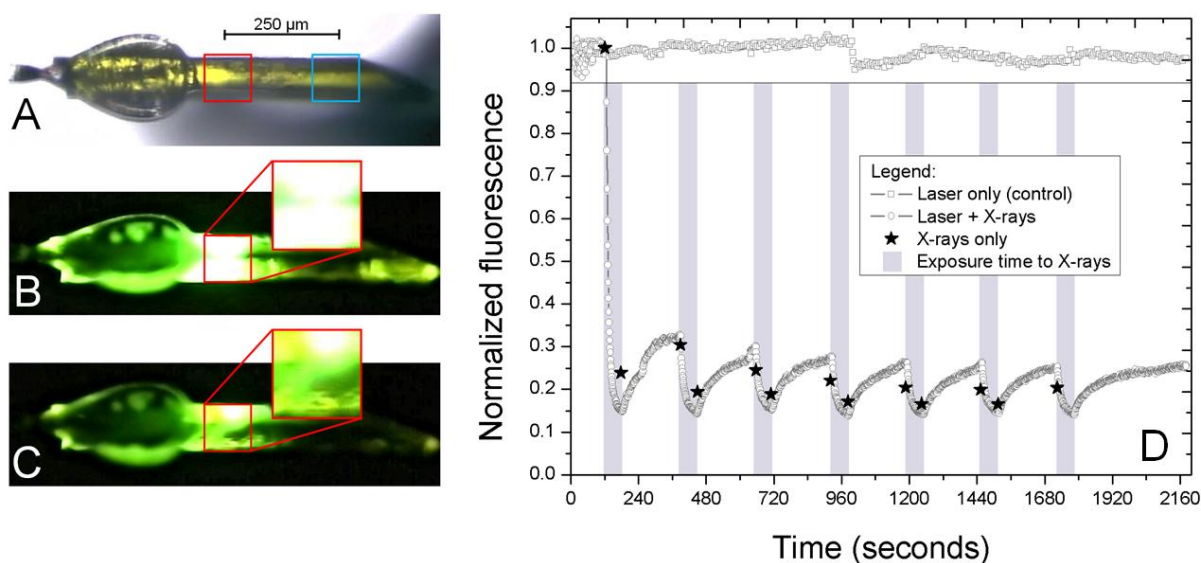 A
250 µm
B
C
D
Normalized fluorescence
1.0
0.9
0.9
0.8
0.7
0.6
0.5
0.4
0.3
0.2
0.1
0.0
Legend:
Laser only (control)
Laser + X-rays
X-rays only
Exposure time to X-rays
0 240 480 720 960 1200 1440 1680 1920 2160
Time (seconds)